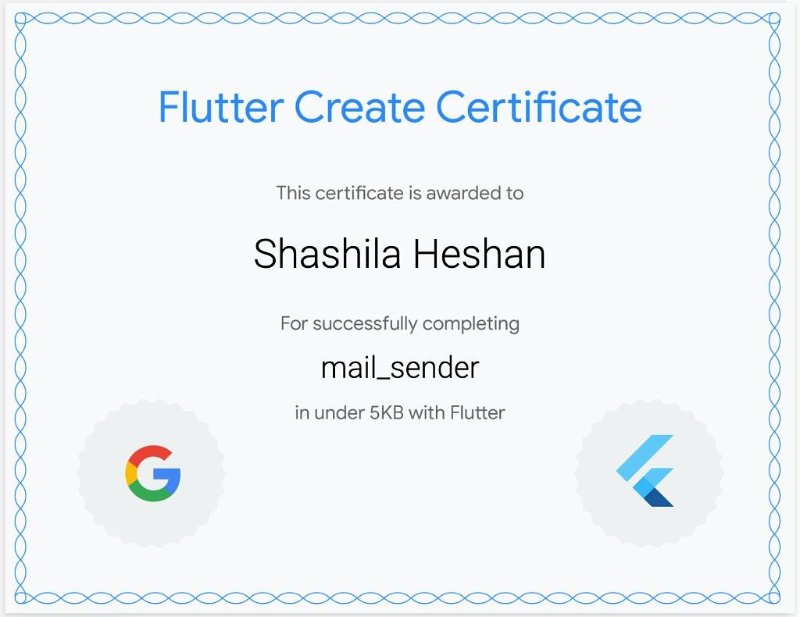 Flutter Create Certificate
This certificate is awarded to
Shashila Heshan
For successfully completing
mail_sender
in under 5KB with Flutter